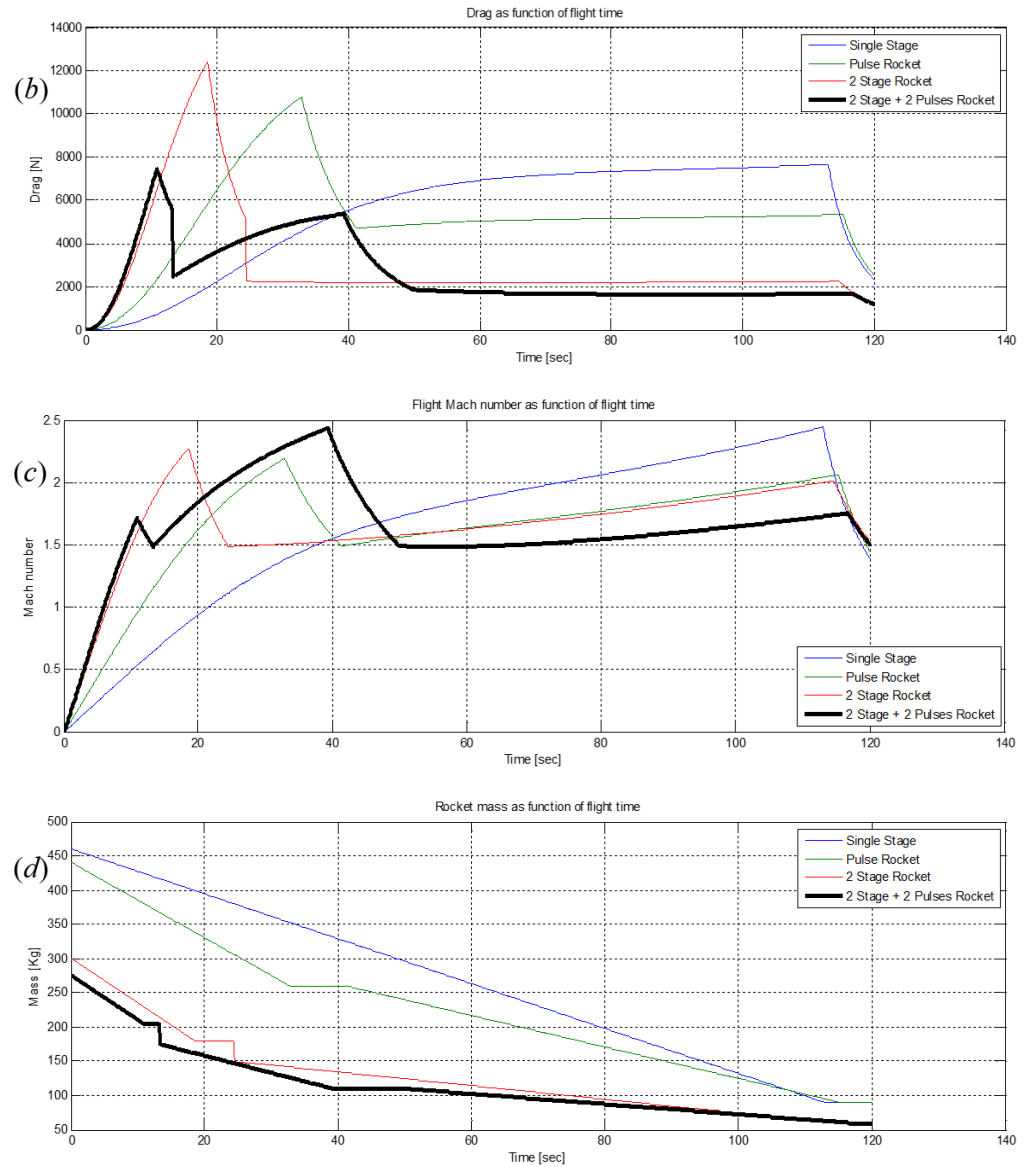 Drag as function of flight time
(b)
14000
12000
10000
8000
6000
4000
2000
0
Drag [N]
Single Stage
Pulse Rocket
2 Stage Rocket
2 Stage + 2 Pulses Rocket
0 20 40 60 80 100 120 140
Time [sec]
Flight Mach number as function of flight time
(c)
2.5
2
1.5
1
0.5
0
Mach number
Single Stage
Pulse Rocket
2 Stage Rocket
2 Stage + 2 Pulses Rocket
0 20 40 60 80 100 120 140
Time [sec]
Rocket mass as function of flight time
(d)
500
450
400
350
300
250
200
150
100
50
Mass [Kg]
Single Stage
Pulse Rocket
2 Stage Rocket
2 Stage + 2 Pulses Rocket
0 20 40 60 80 100 120 140
Time [sec]